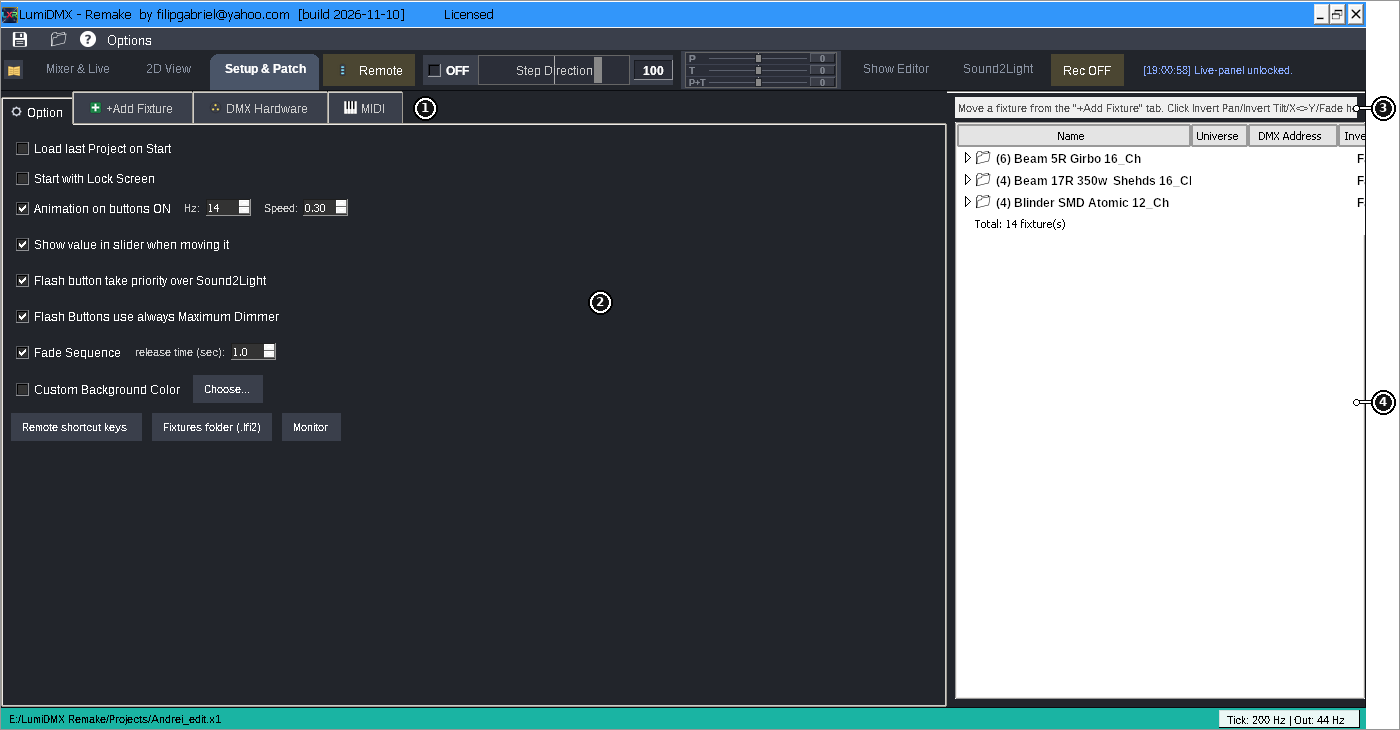 LumiDMX - Remake by filipgabriel@yahoo.com [build 2026-11-10] Licensed
Options
Mixer & Live 2D View Setup & Patch Remote OFF Step Direction 100 P 0 T 0 P+T 0 Show Editor Sound2Light Rec OFF [19:00:58] Live-panel unlocked.
Option +Add Fixture DMX Hardware MIDI 1
Move a fixture from the "+Add Fixture" tab. Click Invert Pan/Invert Tilt/X<>Y/Fade 3
Name Universe DMX Address Inve
Load last Project on Start
(6) Beam 5R Girbo 16_Ch F
Start with Lock Screen
(4) Beam 17R 350w Shehds 16_Cl F
Animation on buttons ON Hz: 14 Speed: 0.30
(4) Blinder SMD Atomic 12_Ch F
Total: 14 fixture(s)
Show value in slider when moving it
Flash button take priority over Sound2Light
2
Flash Buttons use always Maximum Dimmer
Fade Sequence release time (sec): 1.0
Custom Background Color Choose...
4
Remote shortcut keys Fixtures folder (.lfi2) Monitor
E:/LumiDMX Remake/Projects/Andrei_edit.x1 Tick: 200 Hz | Out: 44 Hz